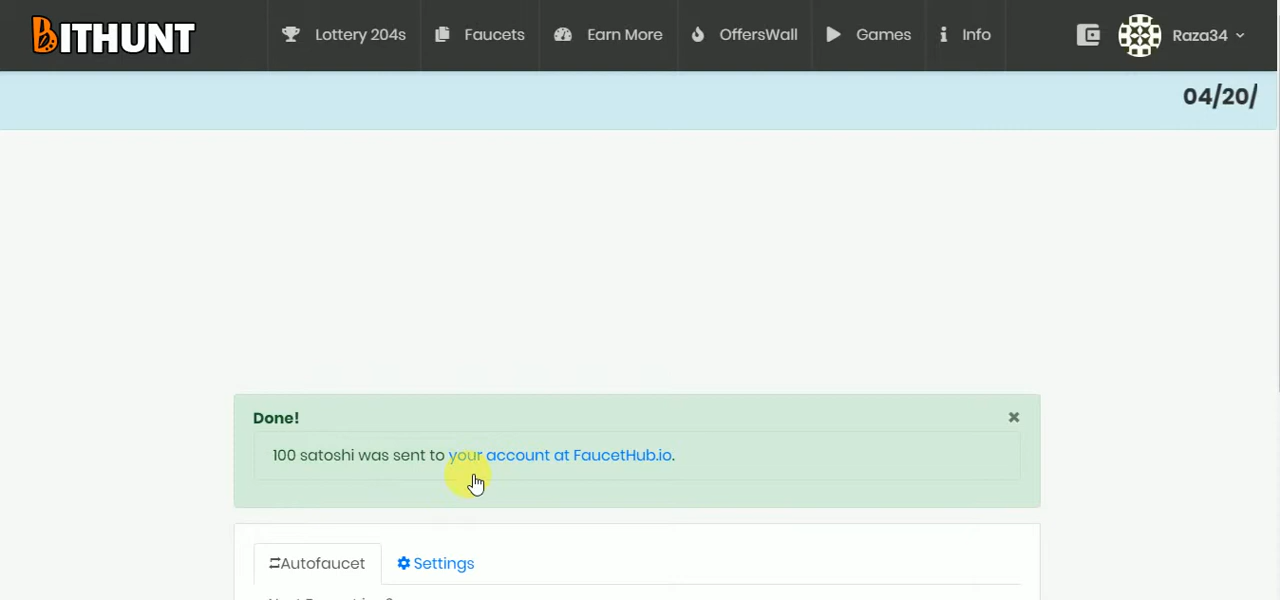 BITHUNT
Lottery 204s
Faucets
Earn More
OffersWall
Games
Info
Raza34
04/20/
Done!
100 satoshi was sent to your account at FaucetHub.io.
Autofaucet
Settings